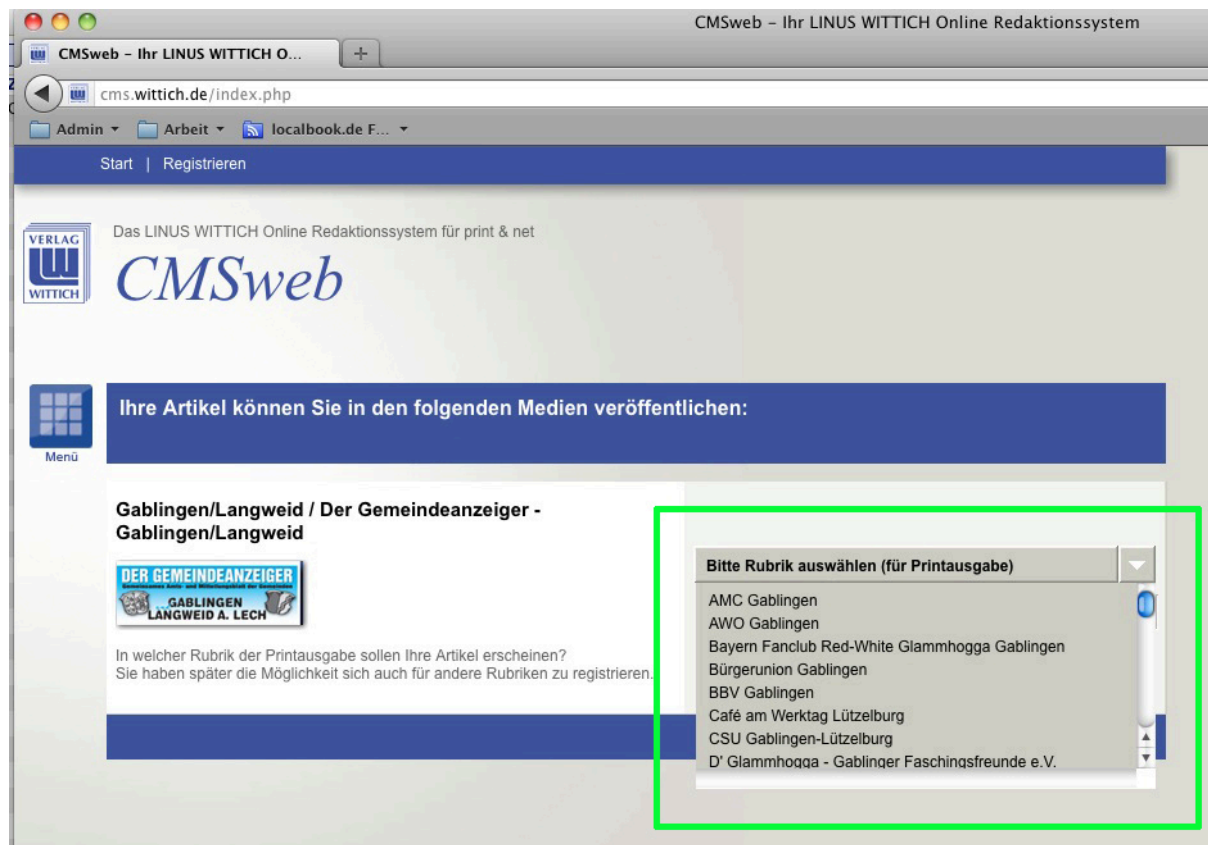 CMSweb – Ihr LINUS WITTICH Online Redaktionssystem
CMSweb – Ihr LINUS WITTICH O...
cms.wittich.de/index.php
Admin
Arbeit
localbook.de F...
Start | Registrieren
VERLAG
WITTICH
Das LINUS WITTICH Online Redaktionssystem für print & net
CMSweb
Menü
Ihre Artikel können Sie in den folgenden Medien veröffentlichen:
Gablingen/Langweid / Der Gemeindeanzeiger -
Gablingen/Langweid
DER GEMEINDEANZEIGER
GABLINGEN
LANGWEID A. LECH
In welcher Rubrik der Printausgabe sollen Ihre Artikel erscheinen?
Sie haben später die Möglichkeit sich auch für andere Rubriken zu registrieren.
Bitte Rubrik auswählen (für Printausgabe)
AMC Gablingen
AWO Gablingen
Bayern Fanclub Red-White Glammhogga Gablingen
Bürgerunion Gablingen
BBV Gablingen
Café am Werktag Lützelburg
CSU Gablingen-Lützelburg
D' Glammhogga - Gablinger Faschingsfreunde e.V.